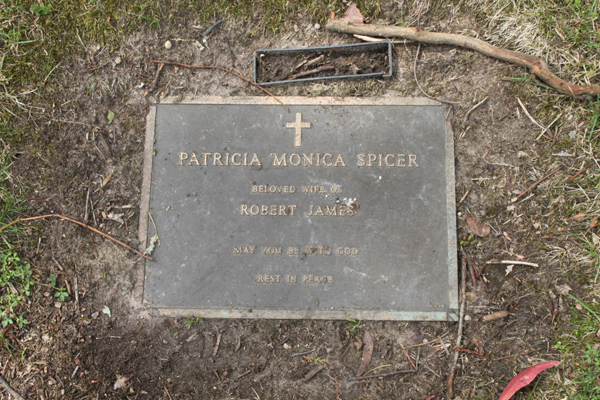 PATRICIA MONICA SPICER
BELOVED WIFE OF
ROBERT JAMES
MAY YOU BE WITH GOD
REST IN PEACE